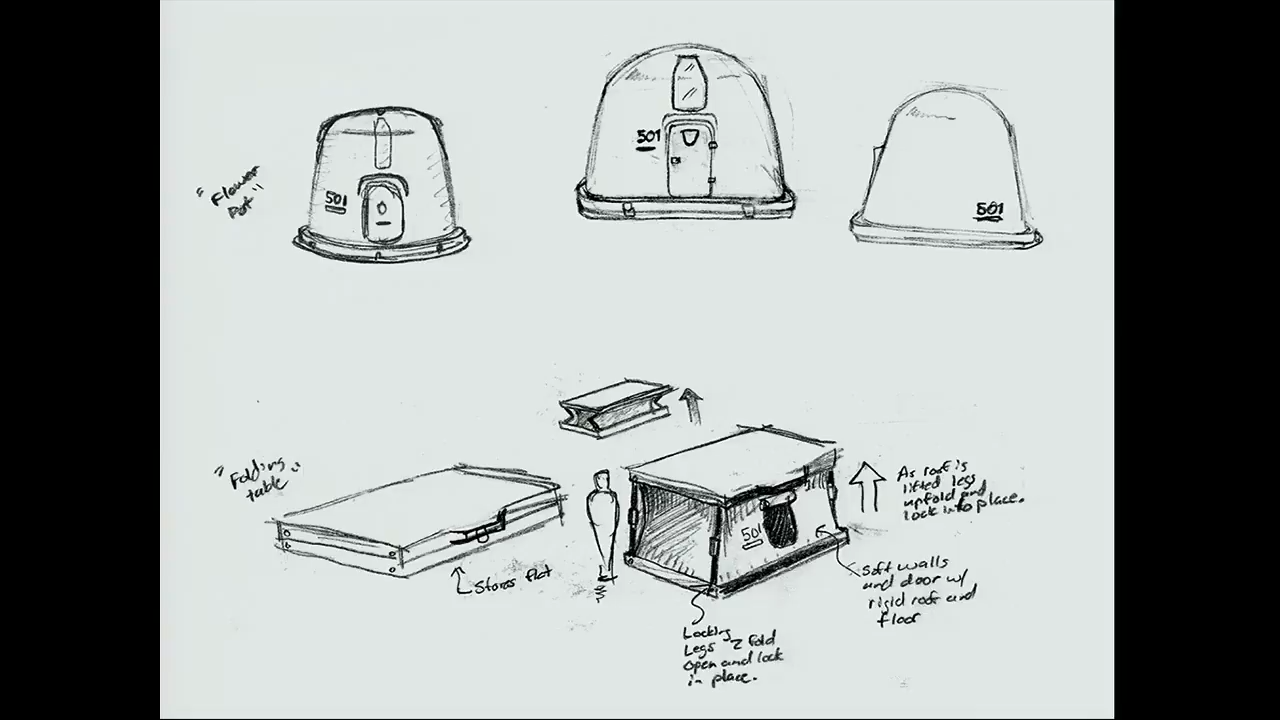 "Flower
Pot"
501
501
501
"Folding
table"
Stores flat
501
As roof is
lifted legs
unfold and
lock into place.
Soft walls
and door w/
rigid roof and
floor
Locking
Legs fold
open and lock
in place.